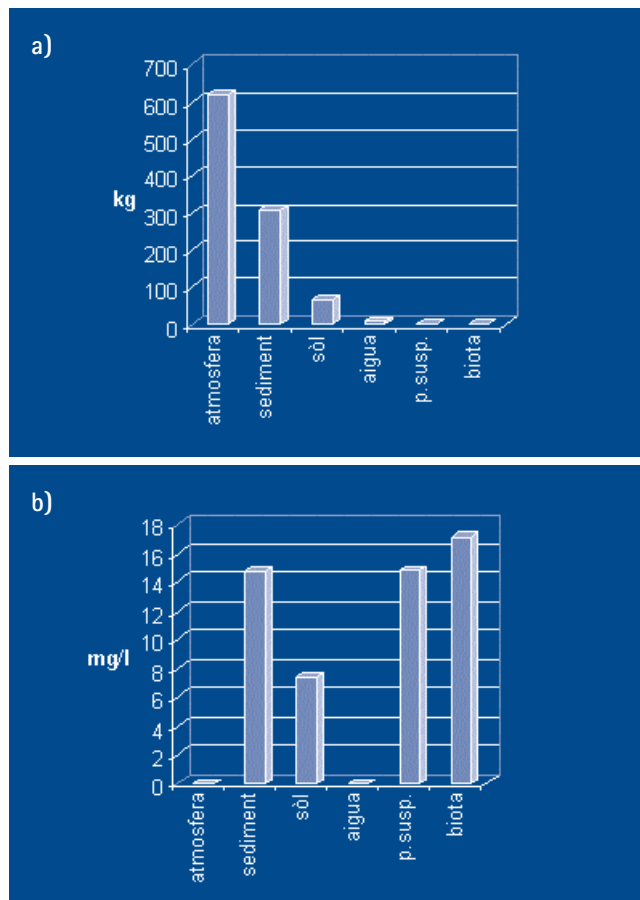 a)
700
600
500
400
300
200
100
0
kg
atmosfera
sediment
sòl
aigua
p.susp.
biota
b)
18
16
14
12
10
8
6
4
2
0
mg/l
atmosfera
sediment
sòl
aigua
p.susp.
biota